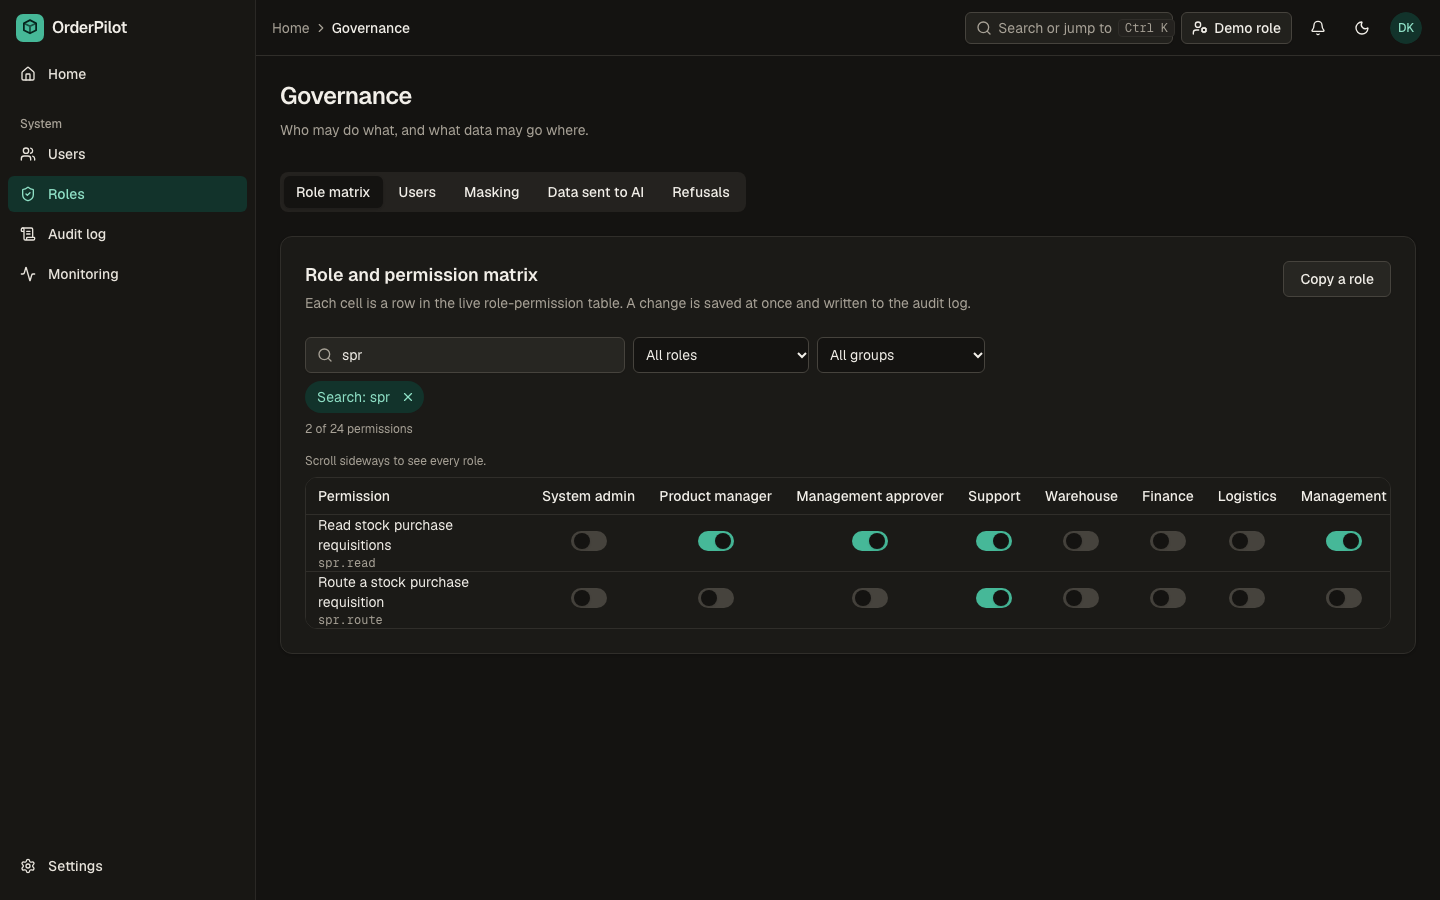 OrderPilot
Home
System
Users
Roles
Audit log
Monitoring
Settings
Home > Governance
Search or jump to Ctrl K
Demo role
DK
Governance
Who may do what, and what data may go where.
Role matrix Users Masking Data sent to AI Refusals
Role and permission matrix
Each cell is a row in the live role-permission table. A change is saved at once and written to the audit log.
Copy a role
spr
All roles
All groups
Search: spr ×
2 of 24 permissions
Scroll sideways to see every role.
Permission System admin Product manager Management approver Support Warehouse Finance Logistics Management
Read stock purchase
requisitions
spr.read
Route a stock purchase
requisition
spr.route